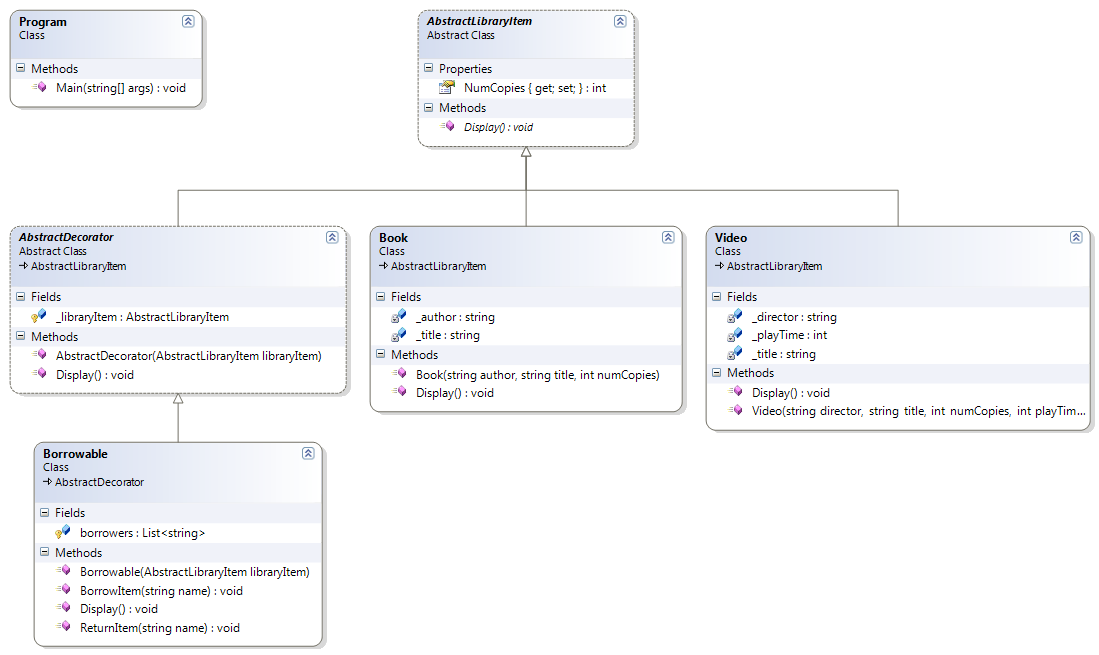 Program
Class
Methods
Main(string[] args) : void
AbstractLibraryItem
Abstract Class
Properties
NumCopies { get; set; } : int
Methods
Display() : void
AbstractDecorator
Abstract Class
AbstractLibraryItem
Fields
_libraryItem : AbstractLibraryItem
Methods
AbstractDecorator(AbstractLibraryItem libraryItem)
Display() : void
Book
Class
AbstractLibraryItem
Fields
_author : string
_title : string
Methods
Book(string author, string title, int numCopies)
Display() : void
Video
Class
AbstractLibraryItem
Fields
_director : string
_playTime : int
_title : string
Methods
Display() : void
Video(string director, string title, int numCopies, int playTim...
Borrowable
Class
AbstractDecorator
Fields
borrowers : List<string>
Methods
Borrowable(AbstractLibraryItem libraryItem)
BorrowItem(string name) : void
Display() : void
ReturnItem(string name) : void